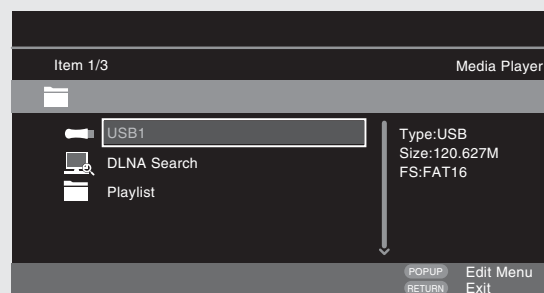 Item 1/3 Media Player
USB1
DLNA Search
Playlist
Type:USB
Size:120.627M
FS:FAT16
POPUP Edit Menu
RETURN Exit